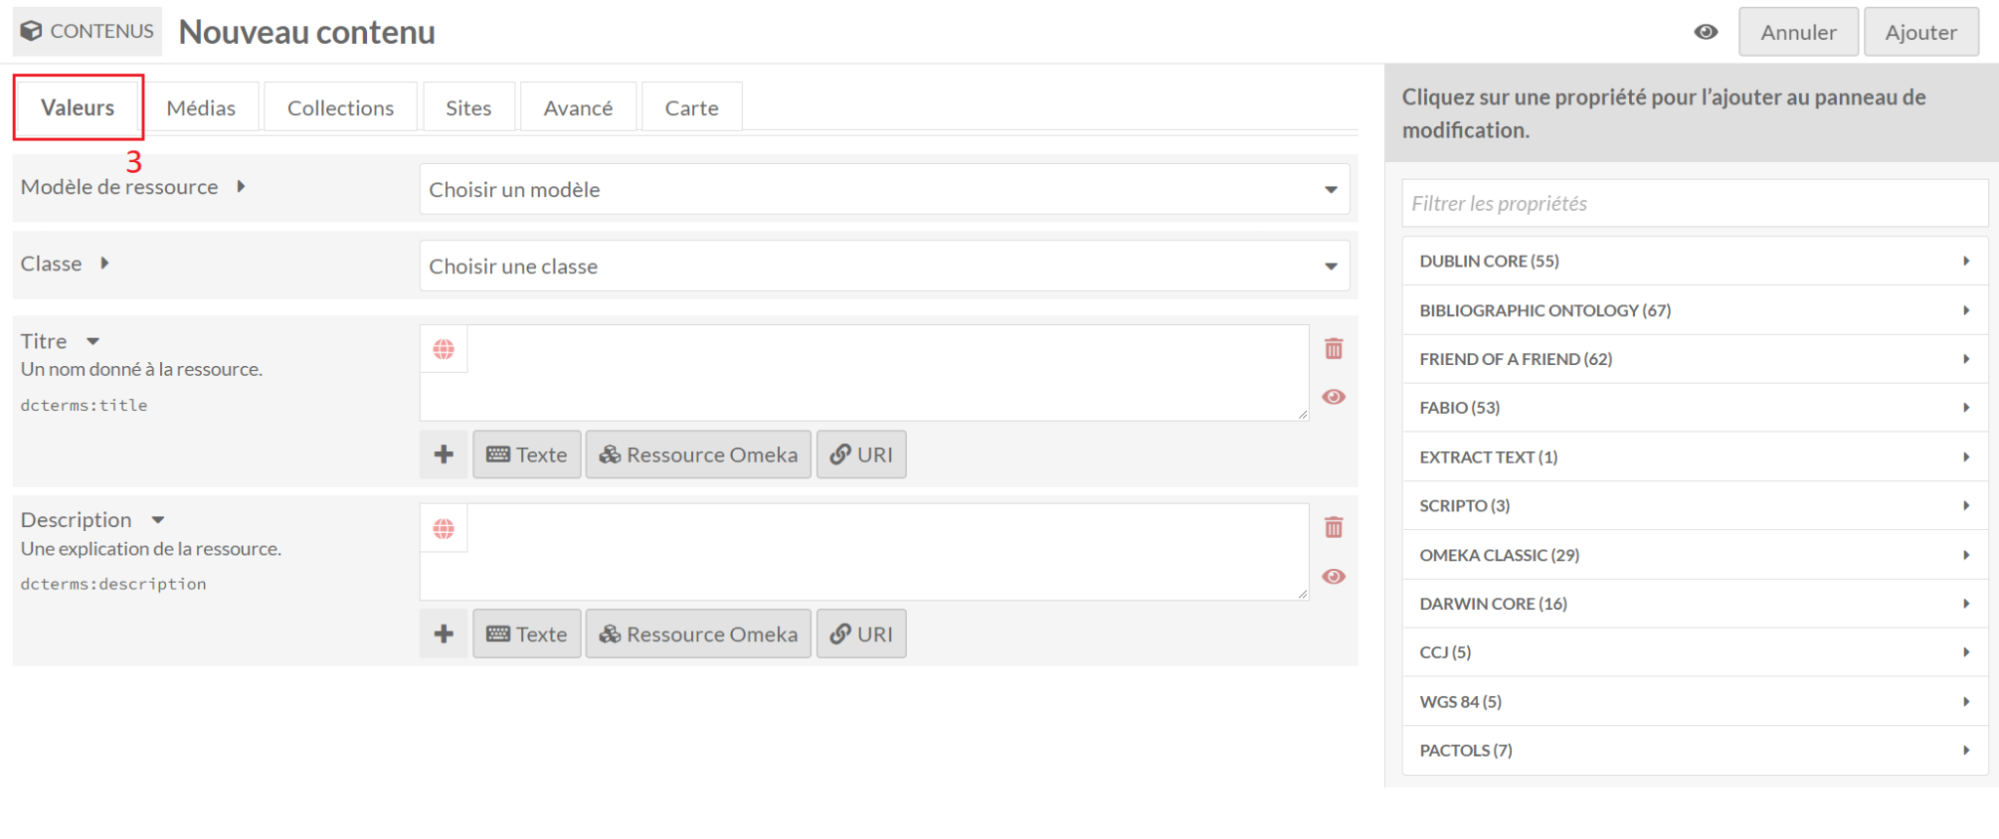 CONTENUS Nouveau contenu
Annuler Ajouter
Valeurs Médias Collections Sites Avancé Carte
3
Modèle de ressource Choisir un modèle
Classe Choisir une classe
Titre
Un nom donné à la ressource.
dcterms:title
Texte Ressource Omeka URI
Description
Une explication de la ressource.
dcterms:description
Texte Ressource Omeka URI
Cliquez sur une propriété pour l’ajouter au panneau de
modification.
Filtrer les propriétés
DUBLIN CORE (55)
BIBLIOGRAPHIC ONTOLOGY (67)
FRIEND OF A FRIEND (62)
FABIO (53)
EXTRACT TEXT (1)
SCRIPTO (3)
OMEKA CLASSIC (29)
DARWIN CORE (16)
CCJ (5)
WGS 84 (5)
PACTOLS (7)